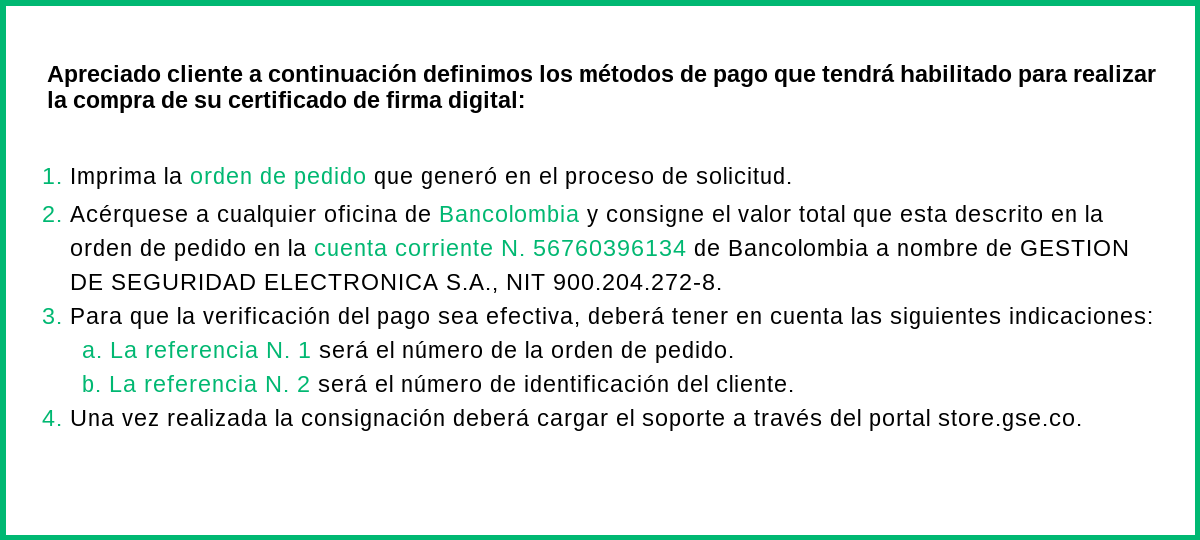 Apreciado cliente a continuación definimos los métodos de pago que tendrá habilitado para realizar
la compra de su certificado de firma digital:
1. Imprima la orden de pedido que generó en el proceso de solicitud.
2. Acérquese a cualquier oficina de Bancolombia y consigne el valor total que esta descrito en la
orden de pedido en la cuenta corriente N. 56760396134 de Bancolombia a nombre de GESTION
DE SEGURIDAD ELECTRONICA S.A., NIT 900.204.272-8.
3. Para que la verificación del pago sea efectiva, deberá tener en cuenta las siguientes indicaciones:
a. La referencia N. 1 será el número de la orden de pedido.
b. La referencia N. 2 será el número de identificación del cliente.
4. Una vez realizada la consignación deberá cargar el soporte a través del portal store.gse.co.